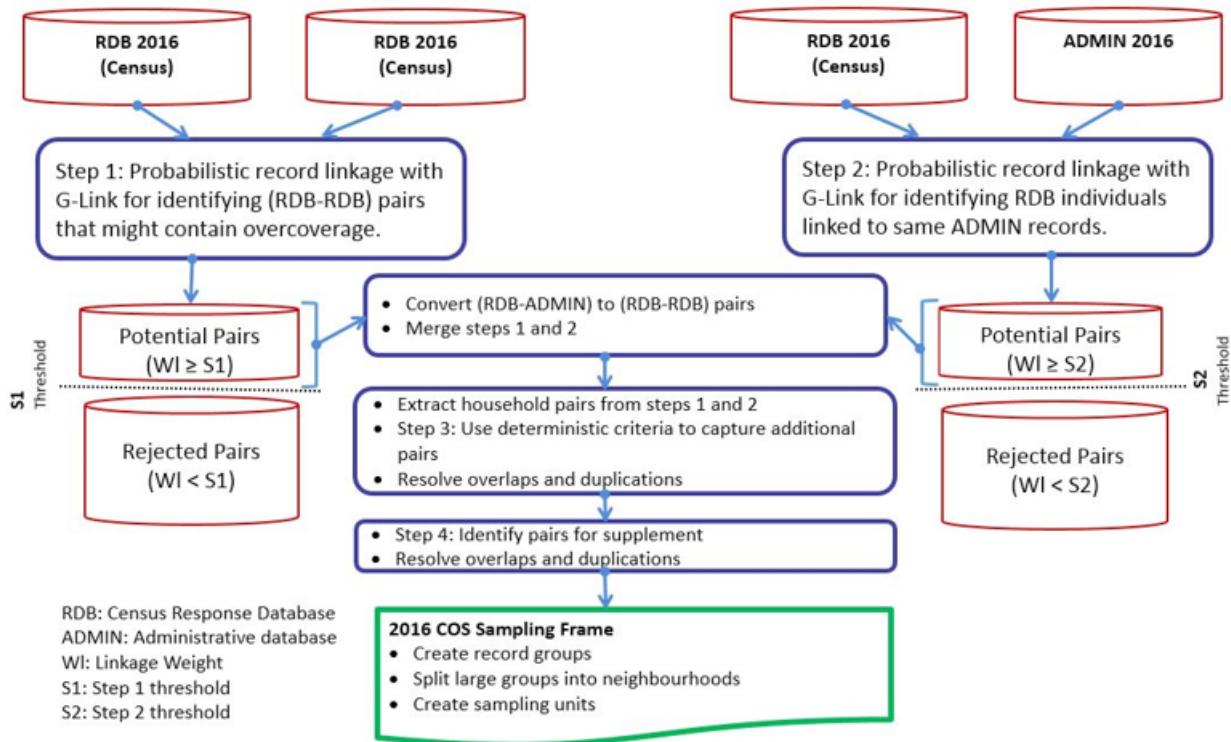 RDB 2016
(Census)
RDB 2016
(Census)
RDB 2016
(Census)
ADMIN 2016
Step 1: Probabilistic record linkage with
G-Link for identifying (RDB-RDB) pairs
that might contain overcoverage.
Step 2: Probabilistic record linkage with
G-Link for identifying RDB individuals
linked to same ADMIN records.
Potential Pairs
(Wl ≥ S1)
S1
Threshold
Rejected Pairs
(Wl < S1)
• Convert (RDB-ADMIN) to (RDB-RDB) pairs
• Merge steps 1 and 2
Potential Pairs
(Wl ≥ S2)
S2
Threshold
Rejected Pairs
(Wl < S2)
• Extract household pairs from steps 1 and 2
• Step 3: Use deterministic criteria to capture additional
pairs
• Resolve overlaps and duplications
• Step 4: Identify pairs for supplement
• Resolve overlaps and duplications
RDB: Census Response Database
ADMIN: Administrative database
Wl: Linkage Weight
S1: Step 1 threshold
S2: Step 2 threshold
2016 COS Sampling Frame
• Create record groups
• Split large groups into neighbourhoods
• Create sampling units